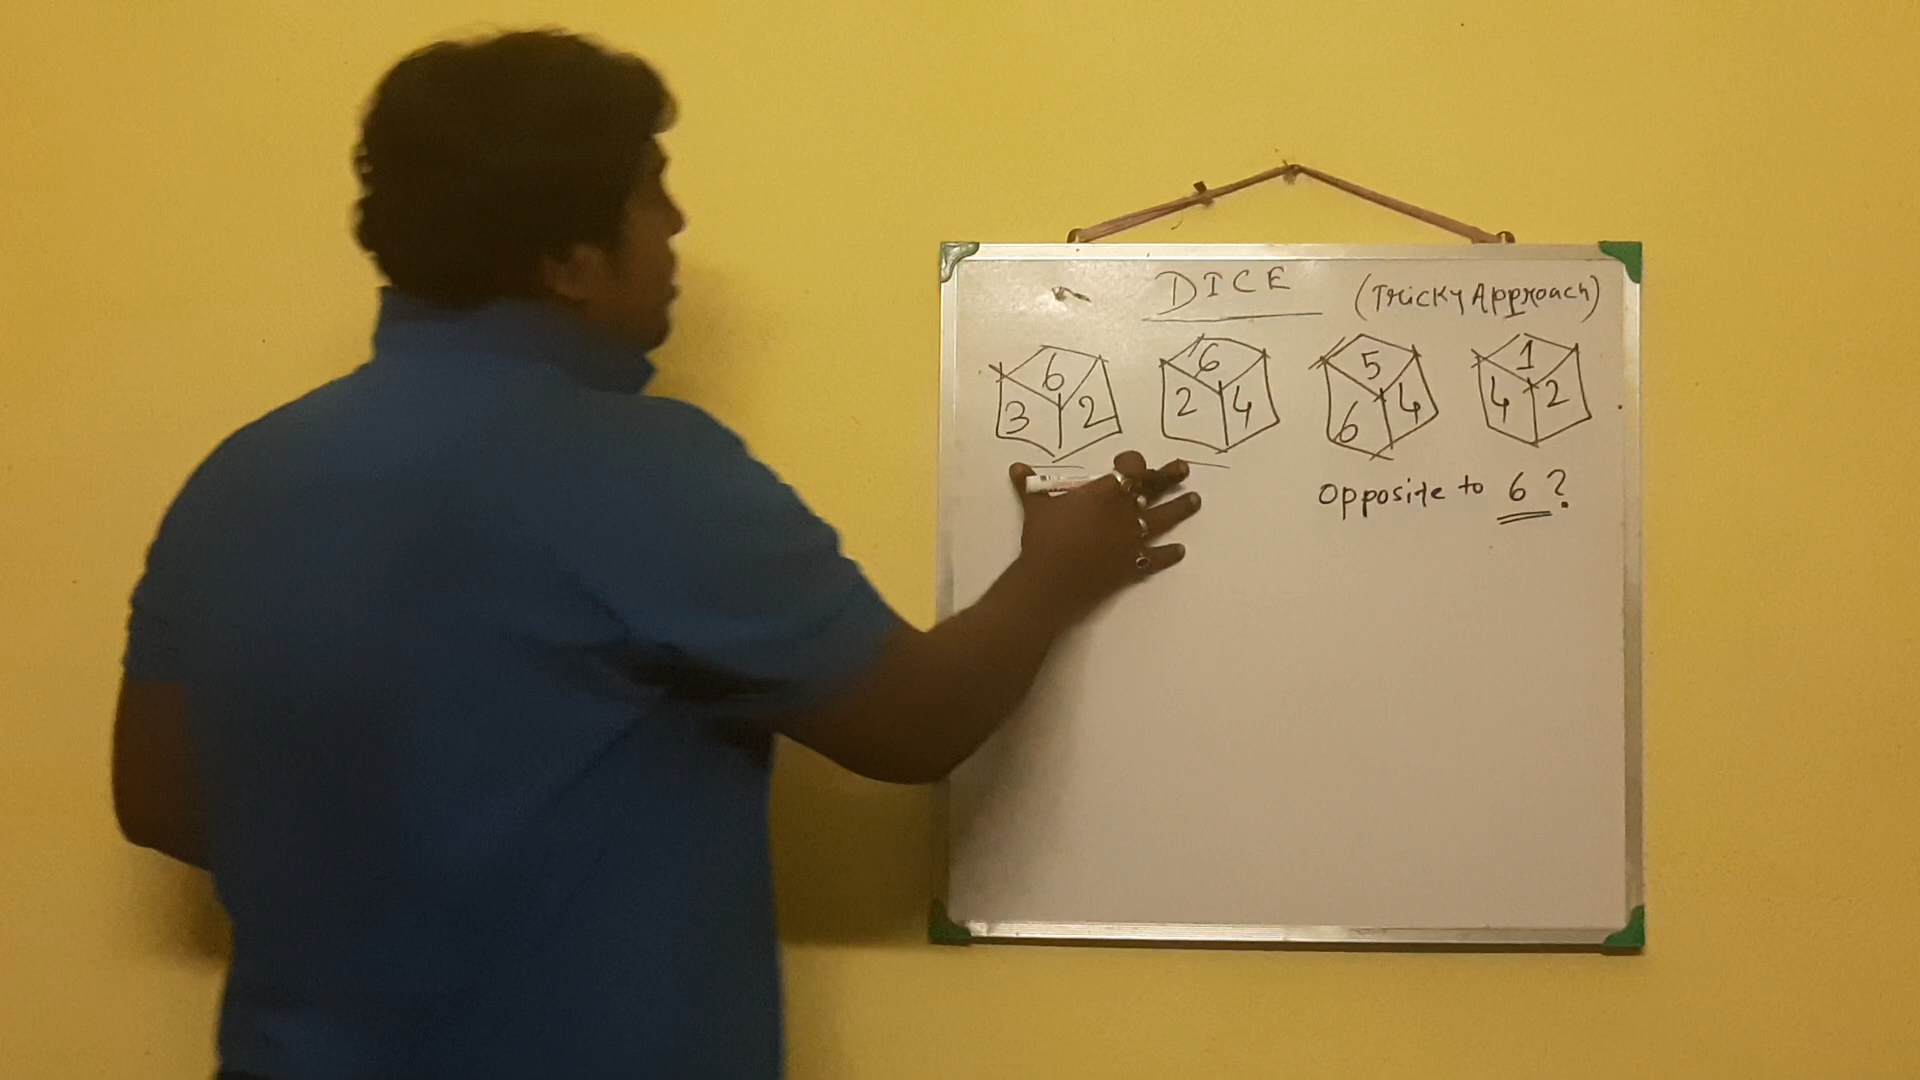 DICE (Tricky Approach)
6 6 5 1
3 2 2 4 6 4 4 2
Opposite to 6 ?